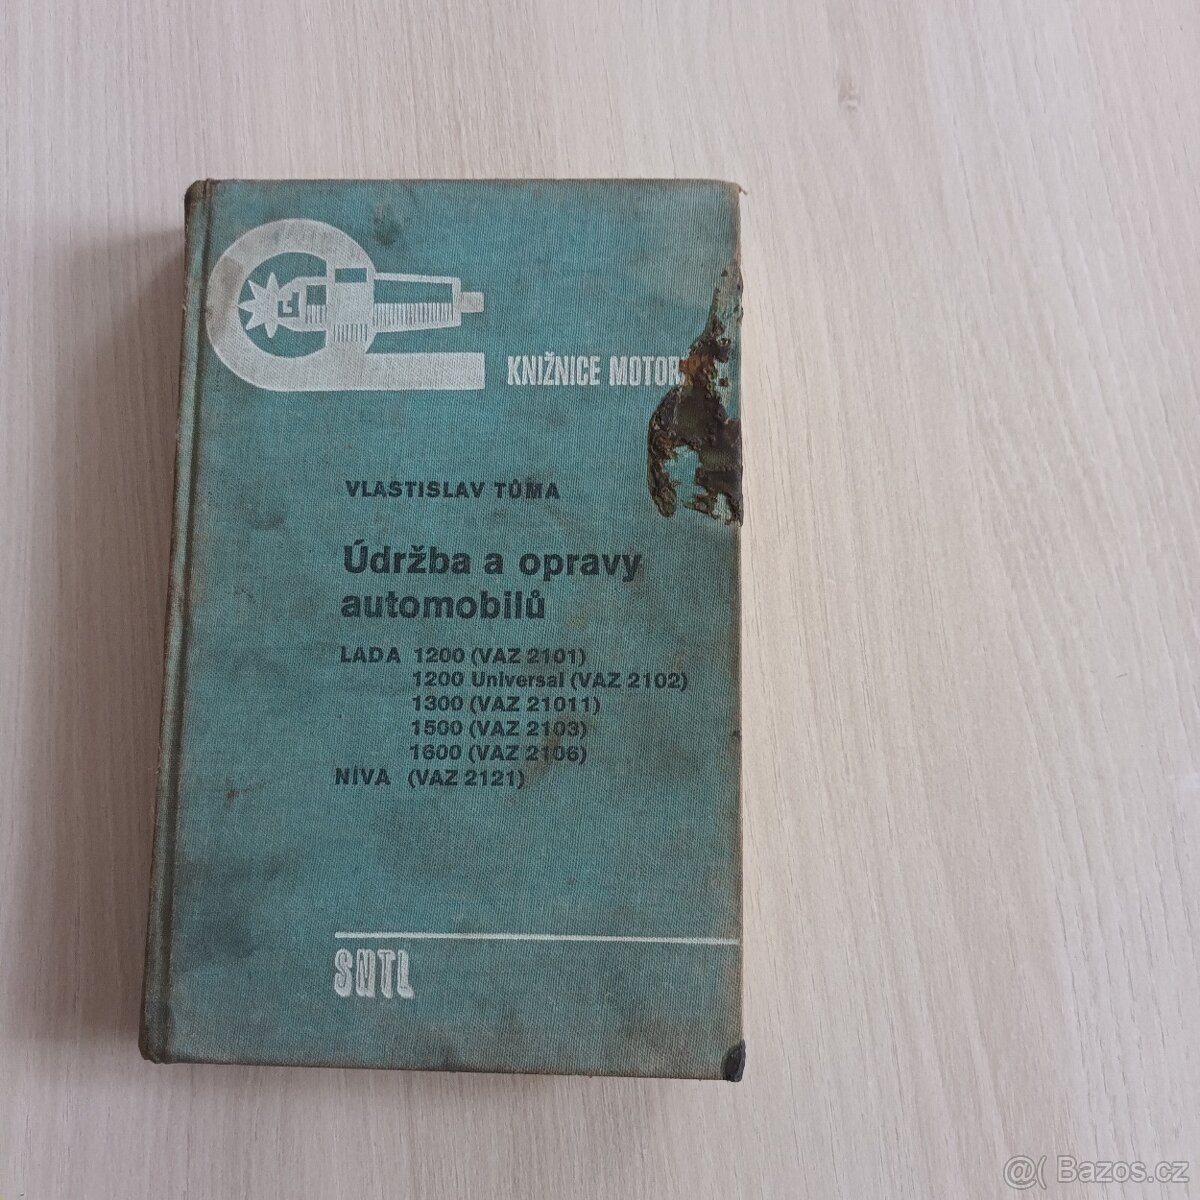 KNIŽNICE MOTOR
VLASTISLAV TŮMA
Údržba a opravy
automobilů
LADA 1200 (VAZ 2101)
1200 Universal (VAZ 2102)
1300 (VAZ 21011)
1500 (VAZ 2103)
1600 (VAZ 2106)
NIVA (VAZ 2121)
SNTL
@( Bazos.cz